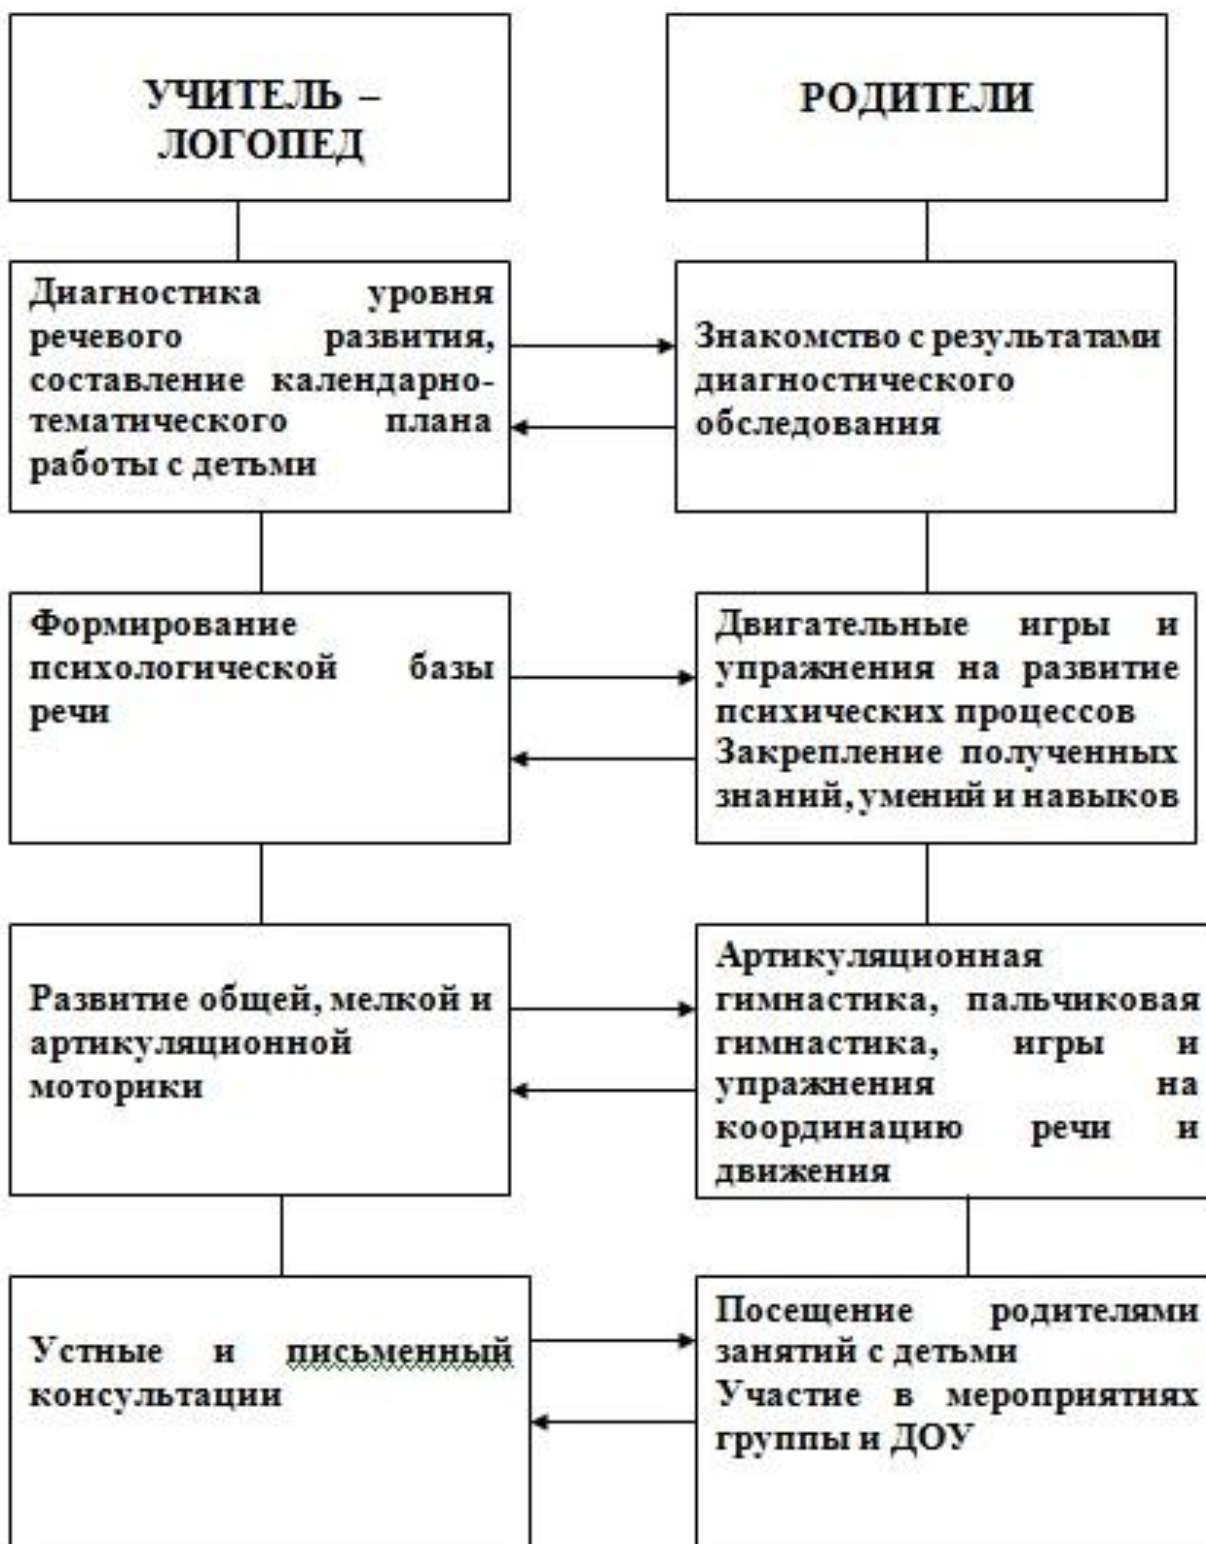 УЧИТЕЛЬ –
ЛОГОПЕД
РОДИТЕЛИ
Диагностика уровня
речевого развития,
составление календарно-
тематического плана
работы с детьми
Знакомство с результатами
диагностического
обследования
Формирование
психологической базы
речи
Двигательные игры и
упражнения на развитие
психических процессов
Закрепление полученных
знаний, умений и навыков
Развитие общей, мелкой и
артикуляционной
моторики
Артикуляционная
гимнастика, пальчиковая
гимнастика, игры и
упражнения на
координацию речи и
движения
Устные и письменный
консультации
Посещение родителями
занятий с детьми
Участие в мероприятиях
группы и ДОУ